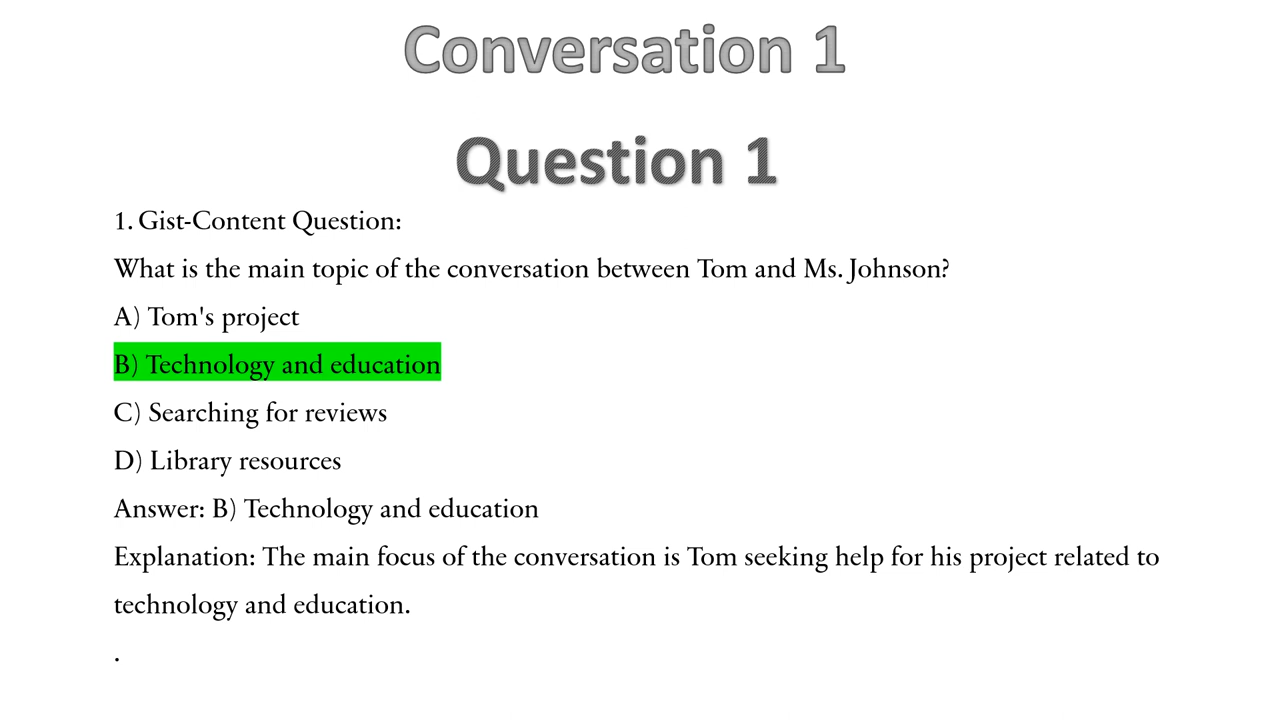 Conversation 1
Question 1
1. Gist-Content Question:
What is the main topic of the conversation between Tom and Ms. Johnson?
A) Tom's project
B) Technology and education
C) Searching for reviews
D) Library resources
Answer: B) Technology and education
Explanation: The main focus of the conversation is Tom seeking help for his project related to
technology and education.
.